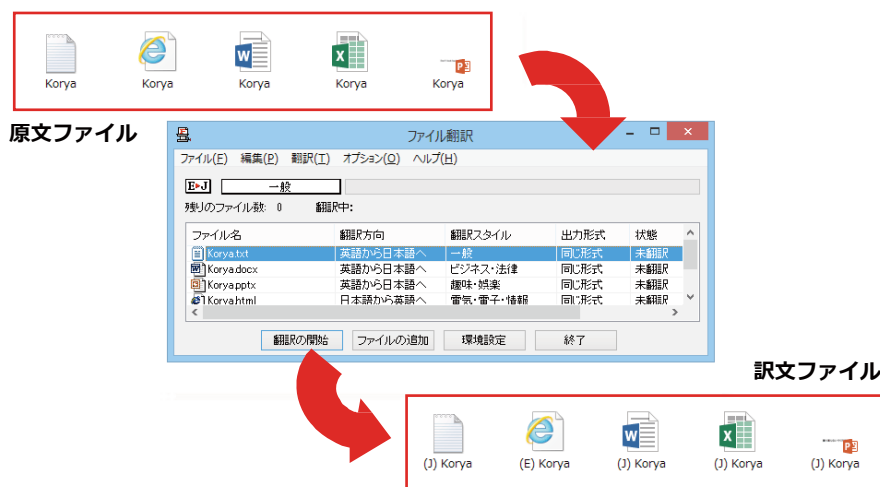 Korya Korya Korya Korya Korya
原文ファイル
ファイル翻訳
ファイル(F) 編集(P) 翻訳(T) オプション(O) ヘルプ(H)
E▸J 一般
残りのファイル数: 0 翻訳中:
ファイル名 翻訳方向 翻訳スタイル 出力形式 状態
Korya.txt 英語から日本語へ 一般 同じ形式 未翻訳
Korya.docx 英語から日本語へ ビジネス・法律 同じ形式 未翻訳
Korya.pptx 英語から日本語へ 趣味・娯楽 同じ形式 未翻訳
Korya.html 日本語から英語へ 電気・電子・情報 同じ形式 未翻訳
翻訳の開始 ファイルの追加 環境設定 終了
訳文ファイル
(J) Korya (E) Korya (J) Korya (J) Korya (J) Korya